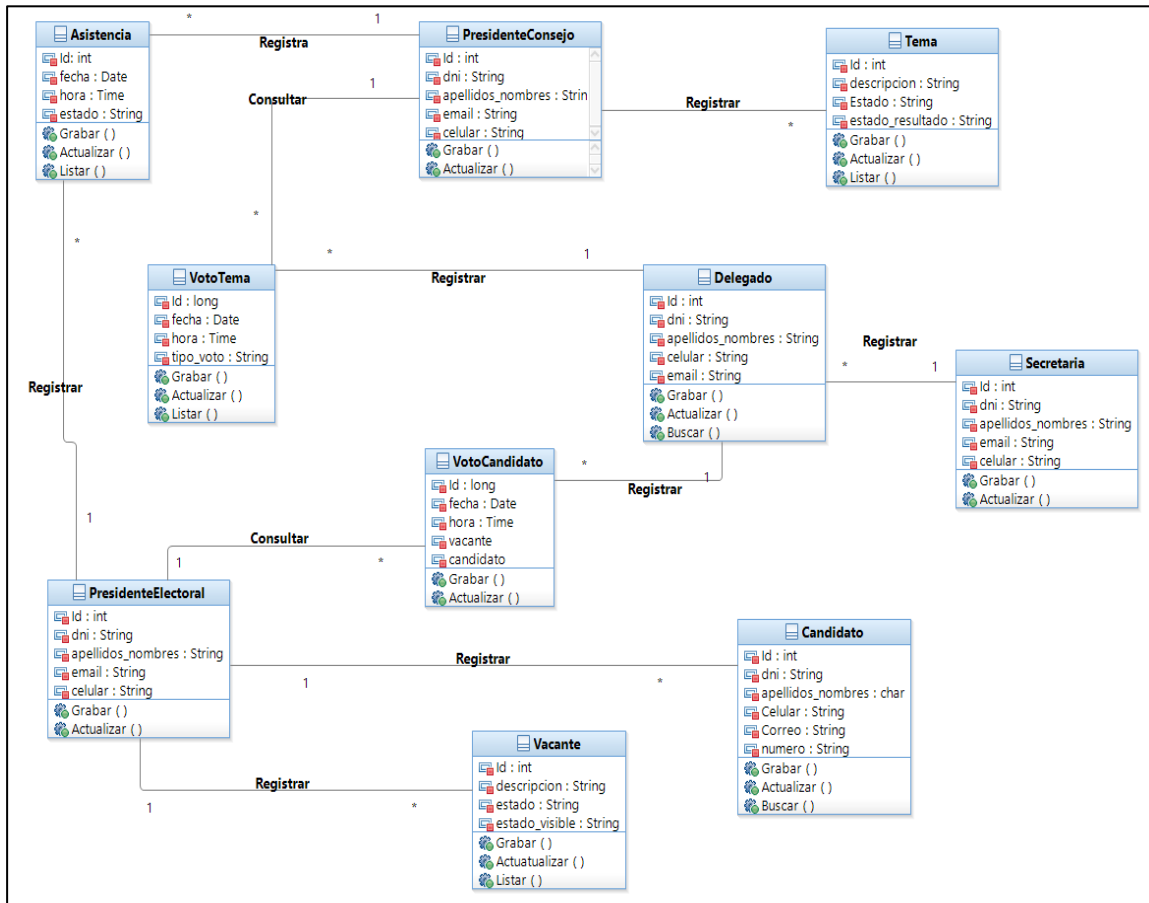 Asistencia
Id: int
fecha : Date
hora : Time
estado : String
Grabar ( )
Actualizar ( )
Listar ( )
*
1
Registra
PresidenteConsejo
Id : int
dni : String
apellidos_nombres : Strin
email : String
celular : String
Grabar ( )
Actualizar ( )
Registrar
*
Tema
Id : int
descripcion : String
Estado : String
estado_resultado : String
Grabar ( )
Actualizar ( )
Listar ( )
1
Consultar
*
*
VotoTema
Id : long
fecha : Date
hora : Time
tipo_voto : String
Grabar ( )
Actualizar ( )
Listar ( )
*
1
Registrar
Delegado
Id : int
dni : String
apellidos_nombres : String
celular : String
email : String
Grabar ( )
Actualizar ( )
Buscar ( )
Registrar
*
1
Secretaria
Id : int
dni : String
apellidos_nombres : String
email : String
celular : String
Grabar ( )
Actualizar ( )
Registrar
1
VotoCandidato
Id : long
fecha : Date
hora : Time
vacante
candidato
Grabar ( )
Actualizar ( )
*
1
Registrar
Consultar
1
*
PresidenteElectoral
Id : int
dni : String
apellidos_nombres : String
email : String
celular : String
Grabar ( )
Actualizar ( )
Registrar
1
*
Candidato
Id : int
dni : String
apellidos_nombres : char
Celular : String
Correo : String
numero : String
Grabar ( )
Actualizar ( )
Buscar ( )
Registrar
1
*
Vacante
Id : int
descripcion : String
estado : String
estado_visible : String
Grabar ( )
Actuatualizar ( )
Listar ( )